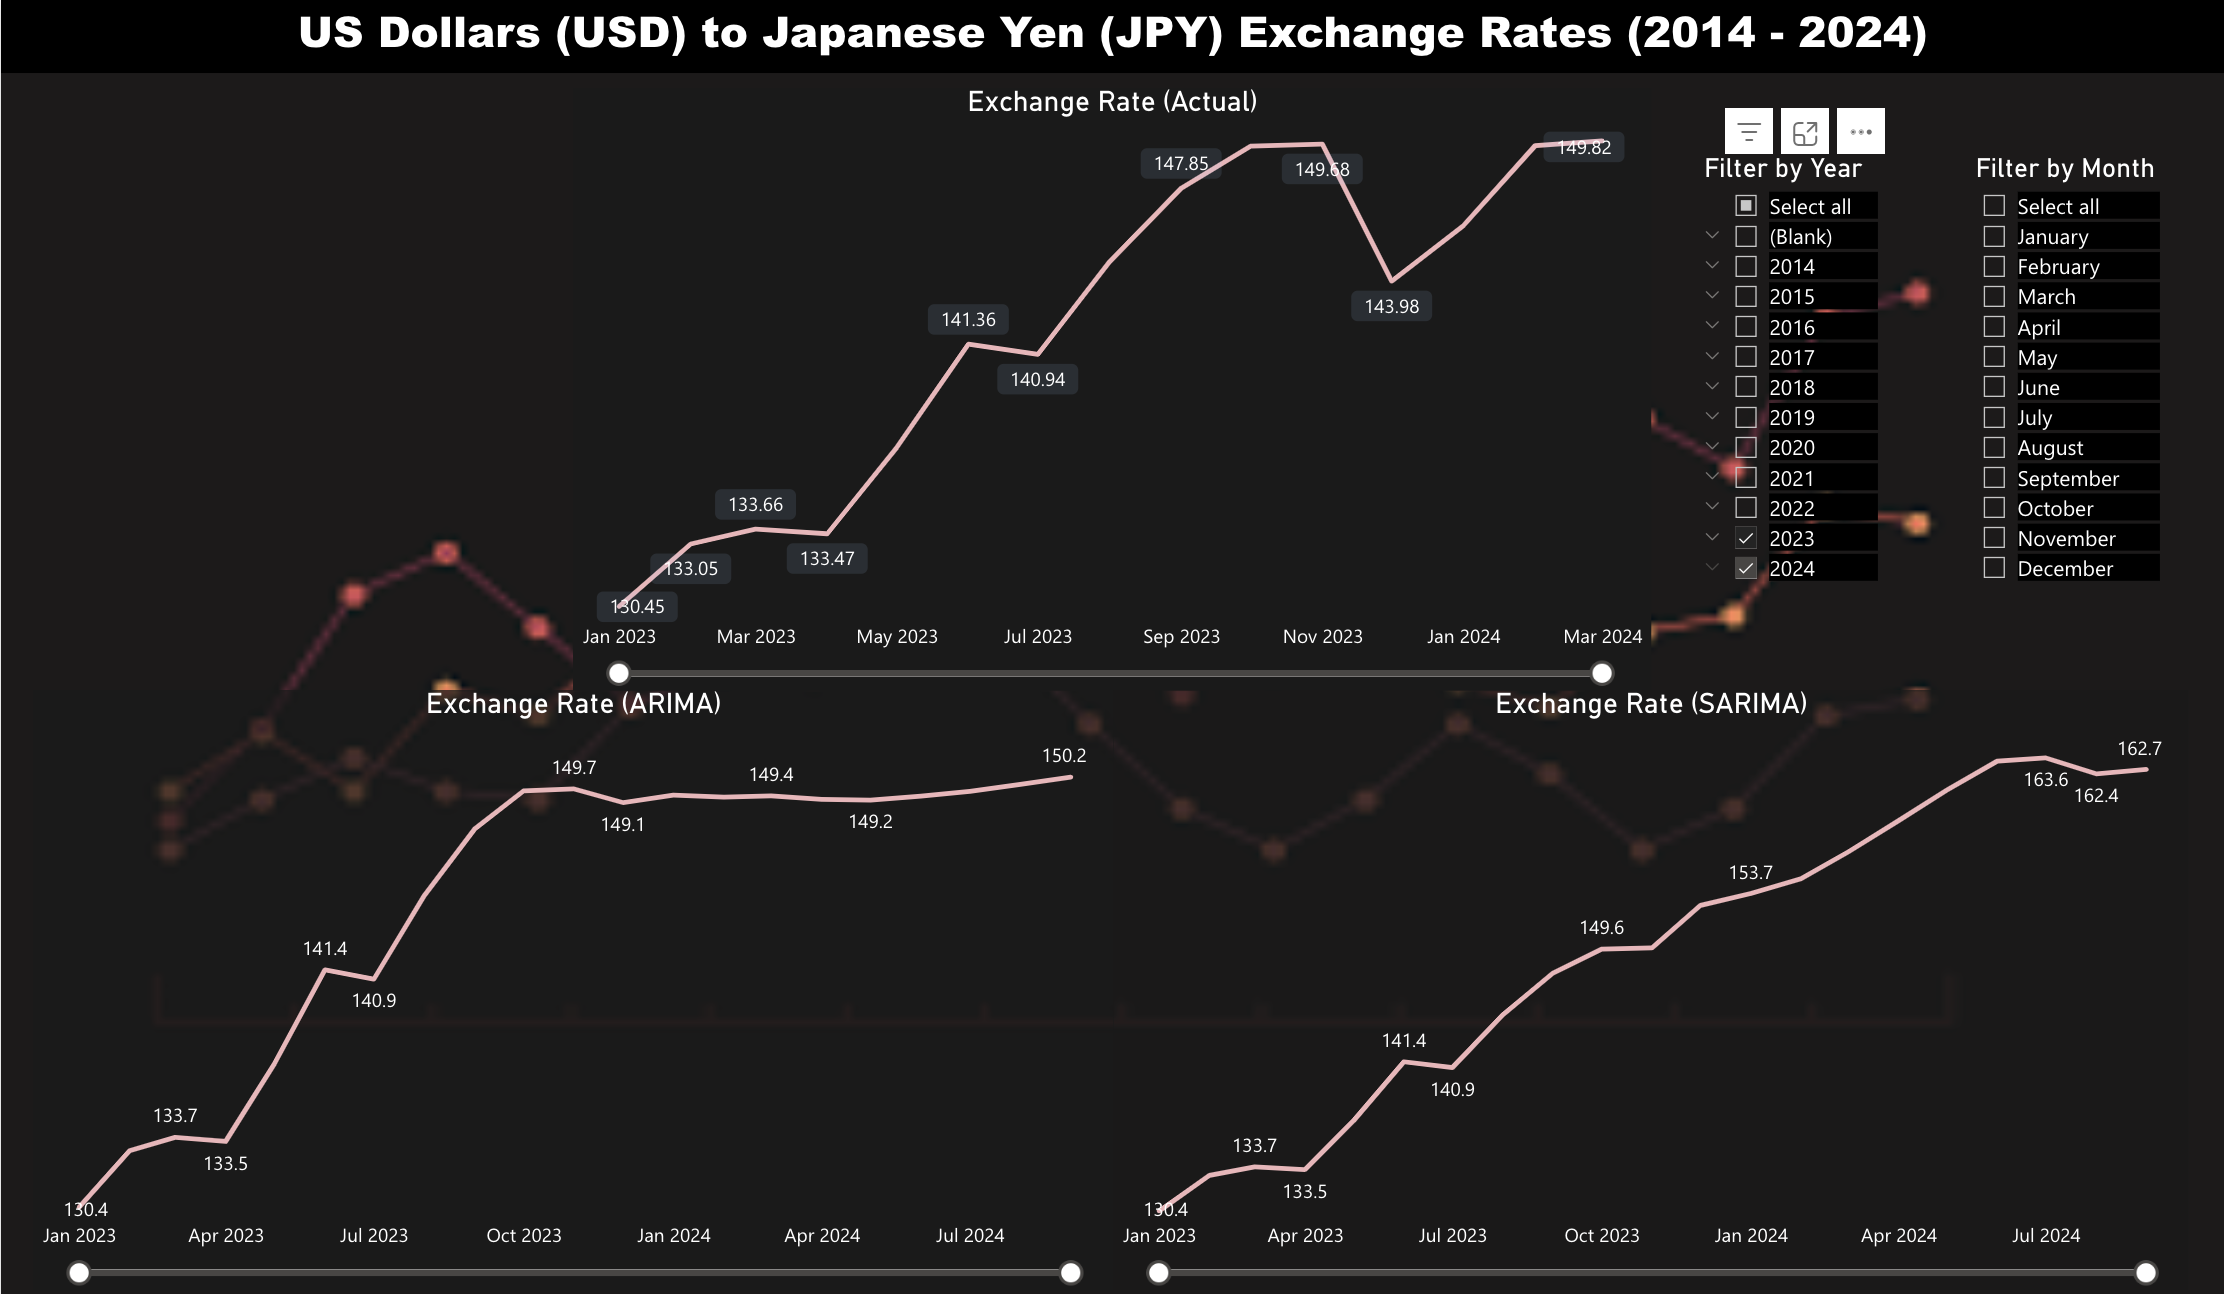 US Dollars (USD) to Japanese Yen (JPY) Exchange Rates (2014 - 2024)
Exchange Rate (Actual)
149.82
147.85
149.68
143.98
141.36
140.94
133.66
133.47
133.05
130.45
Jan 2023 Mar 2023 May 2023 Jul 2023 Sep 2023 Nov 2023 Jan 2024 Mar 2024
Filter by Year
Select all
(Blank)
2014
2015
2016
2017
2018
2019
2020
2021
2022
2023
2024
Filter by Month
Select all
January
February
March
April
May
June
July
August
September
October
November
December
Exchange Rate (ARIMA)
150.2
149.7
149.4
149.1
149.2
141.4
140.9
133.7
133.5
130.4
Jan 2023 Apr 2023 Jul 2023 Oct 2023 Jan 2024 Apr 2024 Jul 2024
Exchange Rate (SARIMA)
162.7
163.6
162.4
153.7
149.6
141.4
140.9
133.7
133.5
130.4
Jan 2023 Apr 2023 Jul 2023 Oct 2023 Jan 2024 Apr 2024 Jul 2024